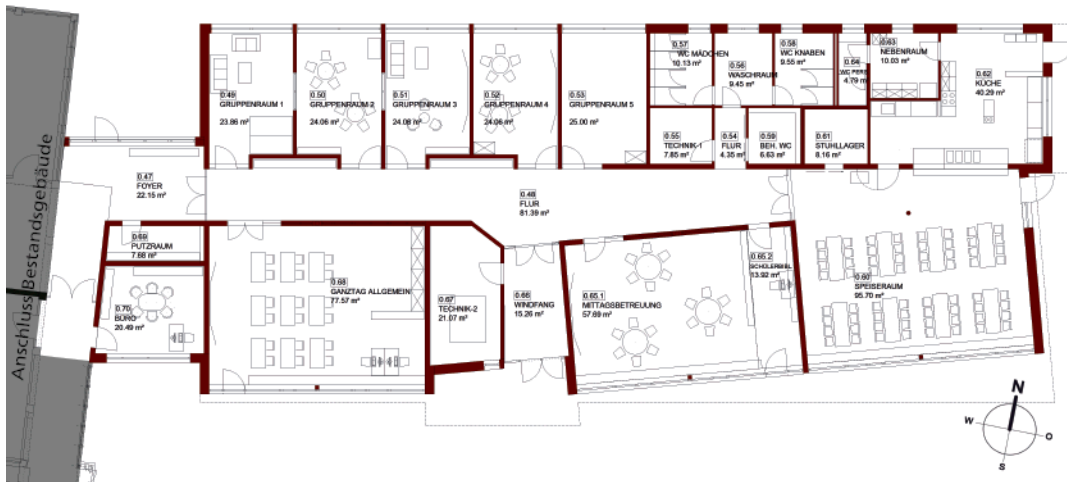 Anschluss Bestandsgebäude
0.49
GRUPPENRAUM 1
23.86 m²
0.50
GRUPPENRAUM 2
24.06 m²
0.51
GRUPPENRAUM 3
24.06 m²
0.52
GRUPPENRAUM 4
24.06 m²
0.53
GRUPPENRAUM 5
25.00 m²
0.57
WC MÄDCHEN
10.13 m²
0.56
WASCHRAUM
9.45 m²
0.58
WC KNABEN
9.55 m²
0.64
WC PERS
4.79 m²
0.63
NEBENRAUM
10.03 m²
0.62
KÜCHE
40.29 m²
0.55
TECHNIK-1
7.85 m²
0.54
FLUR
4.35 m²
0.59
BEH. WC
6.63 m²
0.61
STUHLLAGER
8.16 m²
0.47
FOYER
22.15 m²
0.48
FLUR
81.39 m²
0.69
PUTZRAUM
7.68 m²
0.70
BÜRO
20.49 m²
0.68
GANZTAG ALLGEMEIN
77.57 m²
0.67
TECHNIK-2
21.07 m²
0.66
WINDFANG
15.26 m²
0.65.1
MITTAGSBETREUUNG
57.69 m²
0.65.2
13.92 m²
0.60
SPEISERAUM
95.70 m²
N
W
O
S